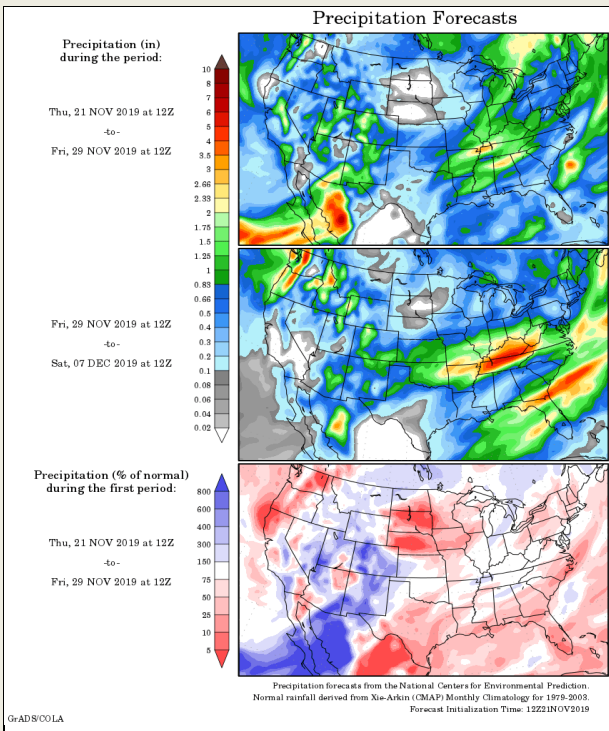 Precipitation Forecasts
Precipitation (in)
during the period:
Thu, 21 NOV 2019 at 12Z
-to-
Fri, 29 NOV 2019 at 12Z
10
8
7
6
5
4
3.5
3
2.66
2.33
2
1.75
1.5
1.25
1
0.83
0.66
0.5
0.4
0.3
0.2
0.1
0.08
0.06
0.04
0.02
Fri, 29 NOV 2019 at 12Z
-to-
Sat, 07 DEC 2019 at 12Z
Precipitation (% of normal)
during the first period:
Thu, 21 NOV 2019 at 12Z
-to-
Fri, 29 NOV 2019 at 12Z
800
600
400
300
150
75
50
25
10
5
Precipitation forecasts from the National Centers for Environmental Prediction.
Normal rainfall derived from Xie-Arkin (CMAP) Monthly Climatology for 1979-2003.
Forecast Initialization Time: 12Z21NOV2019
GrADS/COLA